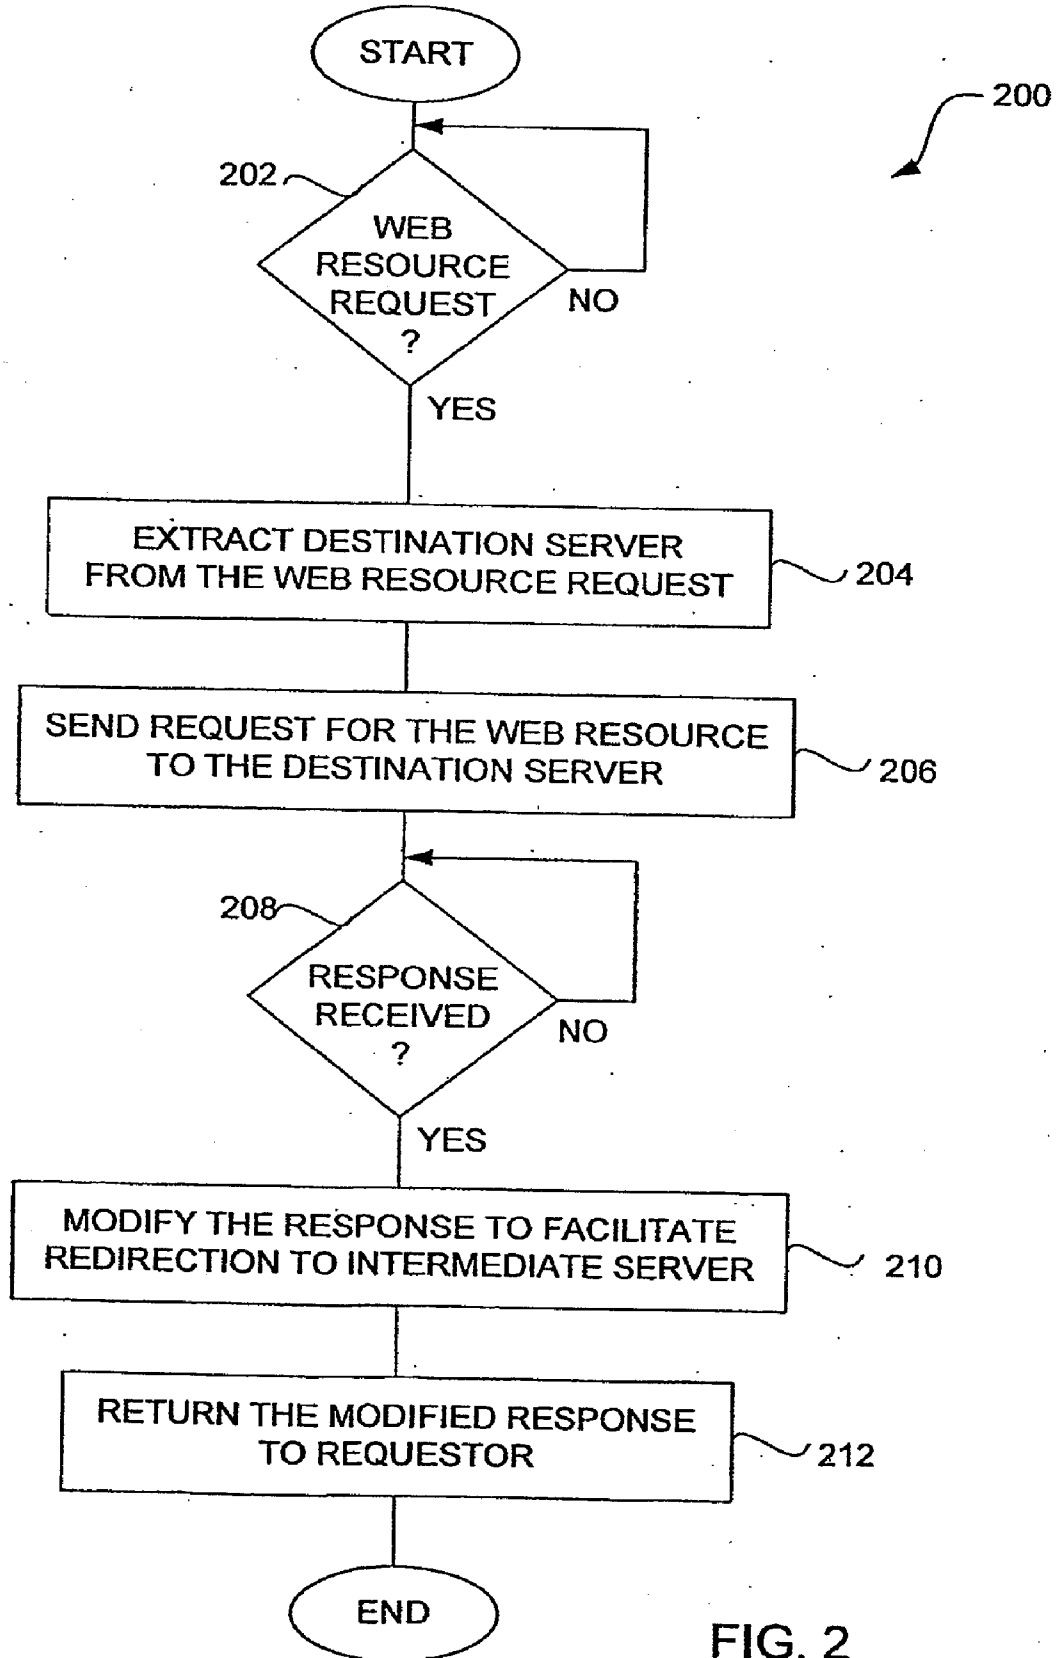 START
200
202
WEB
RESOURCE
REQUEST
?
NO
YES
EXTRACT DESTINATION SERVER
FROM THE WEB RESOURCE REQUEST
204
SEND REQUEST FOR THE WEB RESOURCE
TO THE DESTINATION SERVER
206
208
RESPONSE
RECEIVED
?
NO
YES
MODIFY THE RESPONSE TO FACILITATE
REDIRECTION TO INTERMEDIATE SERVER
210
RETURN THE MODIFIED RESPONSE
TO REQUESTOR
212
END
FIG. 2